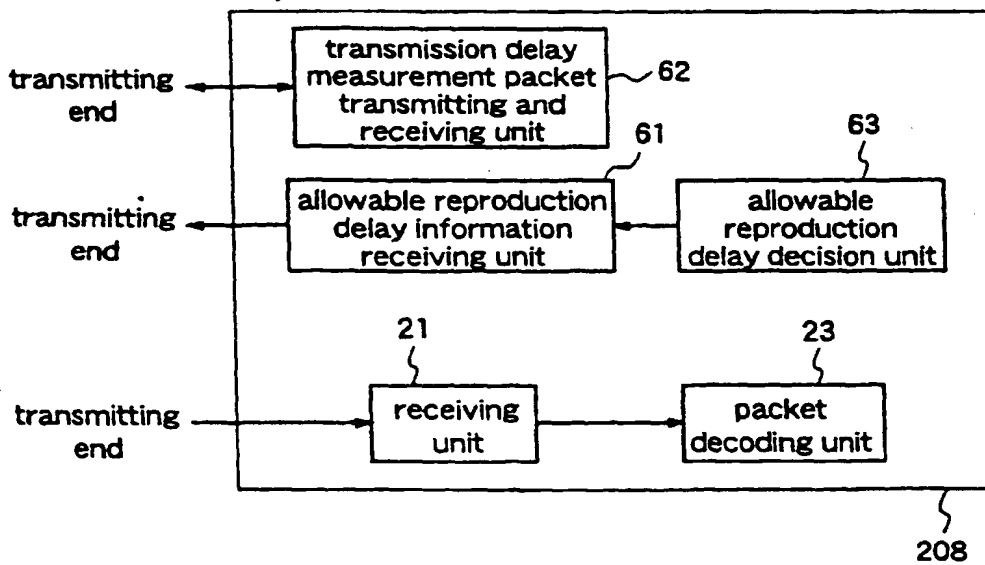 transmission delay
measurement packet
transmitting and
receiving unit
62
transmitting
end
61
63
allowable reproduction
delay information
receiving unit
allowable
reproduction
delay decision unit
transmitting
end
21
23
receiving
unit
packet
decoding unit
transmitting
end
208